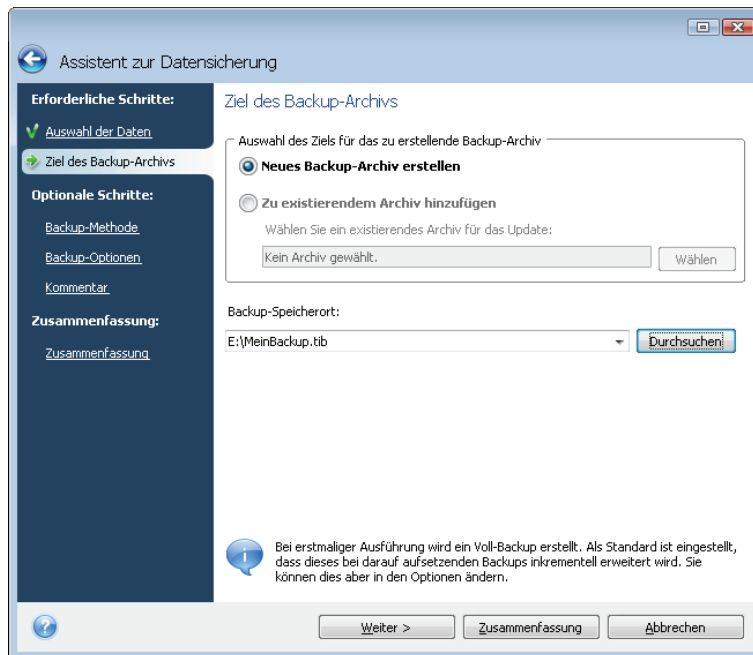 Assistent zur Datensicherung
Erforderliche Schritte:
Auswahl der Daten
Ziel des Backup-Archivs
Optionale Schritte:
Backup-Methode
Backup-Optionen
Kommentar
Zusammenfassung:
Zusammenfassung
Ziel des Backup-Archivs
Auswahl des Ziels für das zu erstellende Backup-Archiv
Neues Backup-Archiv erstellen
Zu existierendem Archiv hinzufügen
Wählen Sie ein existierendes Archiv für das Update:
Kein Archiv gewählt.
Wählen
Backup-Speicherort:
E:\MeinBackup.tib
Durchsuchen
Bei erstmaliger Ausführung wird ein Voll-Backup erstellt. Als Standard ist eingestellt,
dass dieses bei darauf aufsetzenden Backups inkrementell erweitert wird. Sie
können dies aber in den Optionen ändern.
Weiter >
Zusammenfassung
Abbrechen